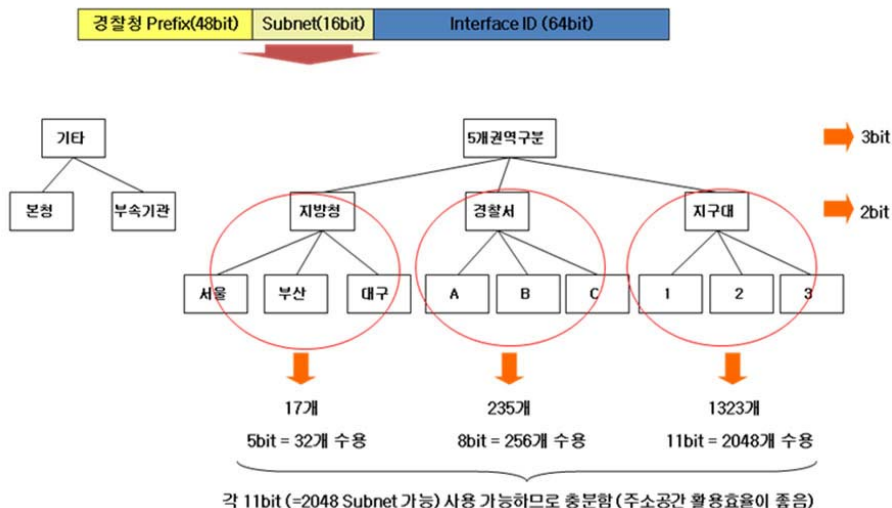 경찰청 Prefix(48bit) Subnet(16bit) Interface ID (64bit)
기타 5개권역구분 3bit
본청 부속기관 지방청 경찰서 지구대 2bit
서울 부산 대구 A B C 1 2 3
17개 235개 1323개
5bit = 32개 수용 8bit = 256개 수용 11bit = 2048개 수용
각 11bit (=2048 Subnet 가능) 사용 가능하므로 충분함 (주소공간 활용효율이 좋음)